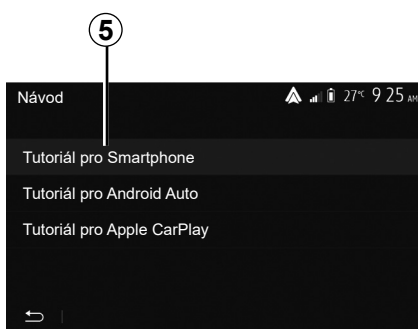 5
Návod
27°C 9 25 AM
Tutoriál pro Smartphone
Tutoriál pro Android Auto
Tutoriál pro Apple CarPlay